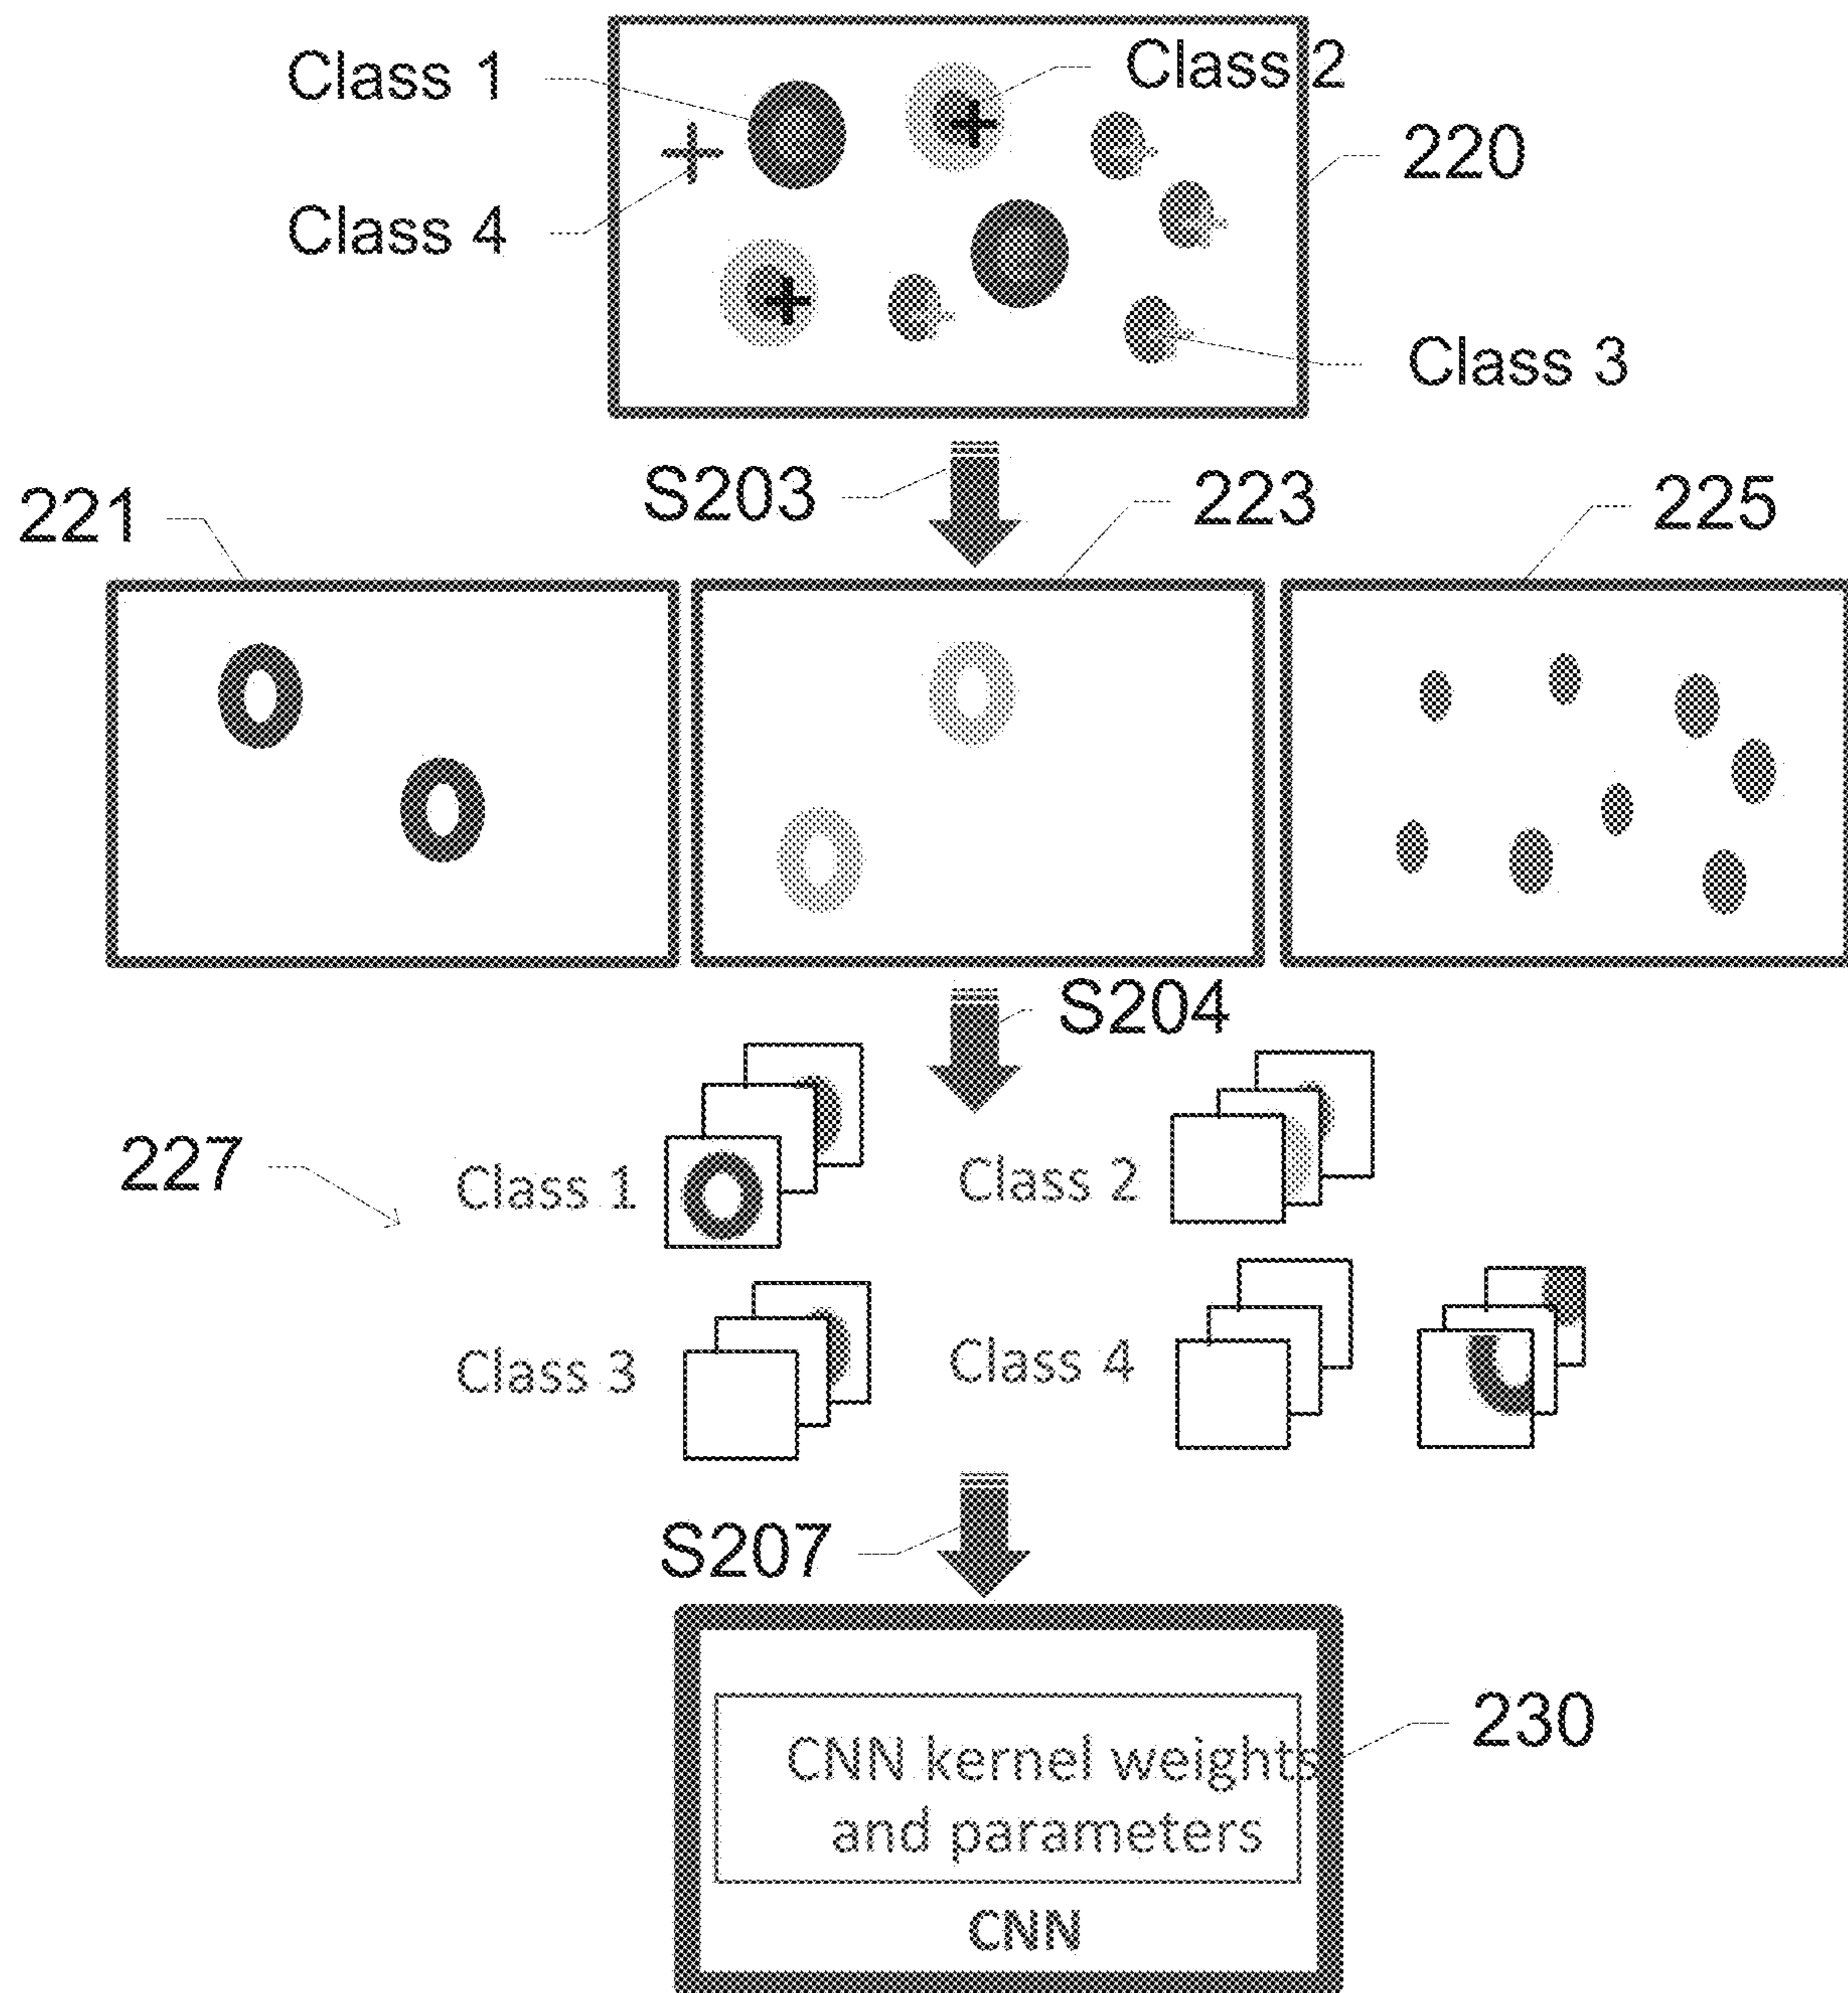 Class 1
Class 2
220
Class 4
Class 3
S203
221
223
225
S204
227
Class 1
Class 2
Class 3
Class 4
S207
230
CNN kernel weights
and parameters
CNN